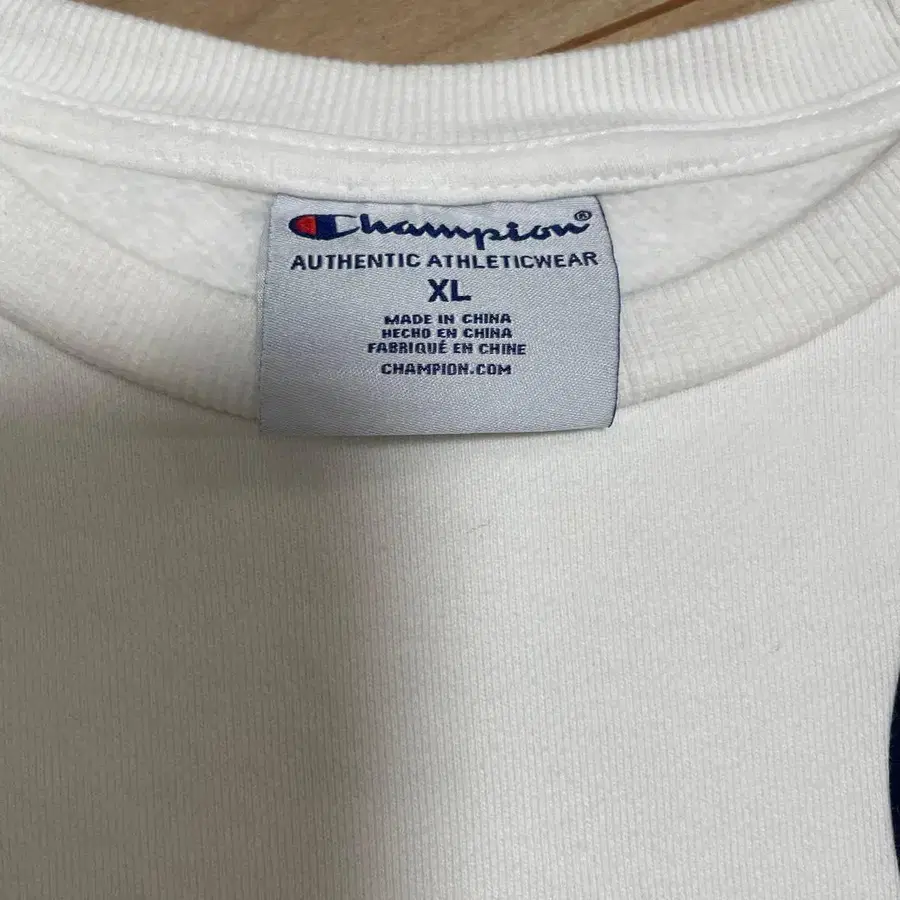 Champion®
AUTHENTIC ATHLETICWEAR
XL
MADE IN CHINA
HECHO EN CHINA
FABRIQUÉ EN CHINE
CHAMPION.COM